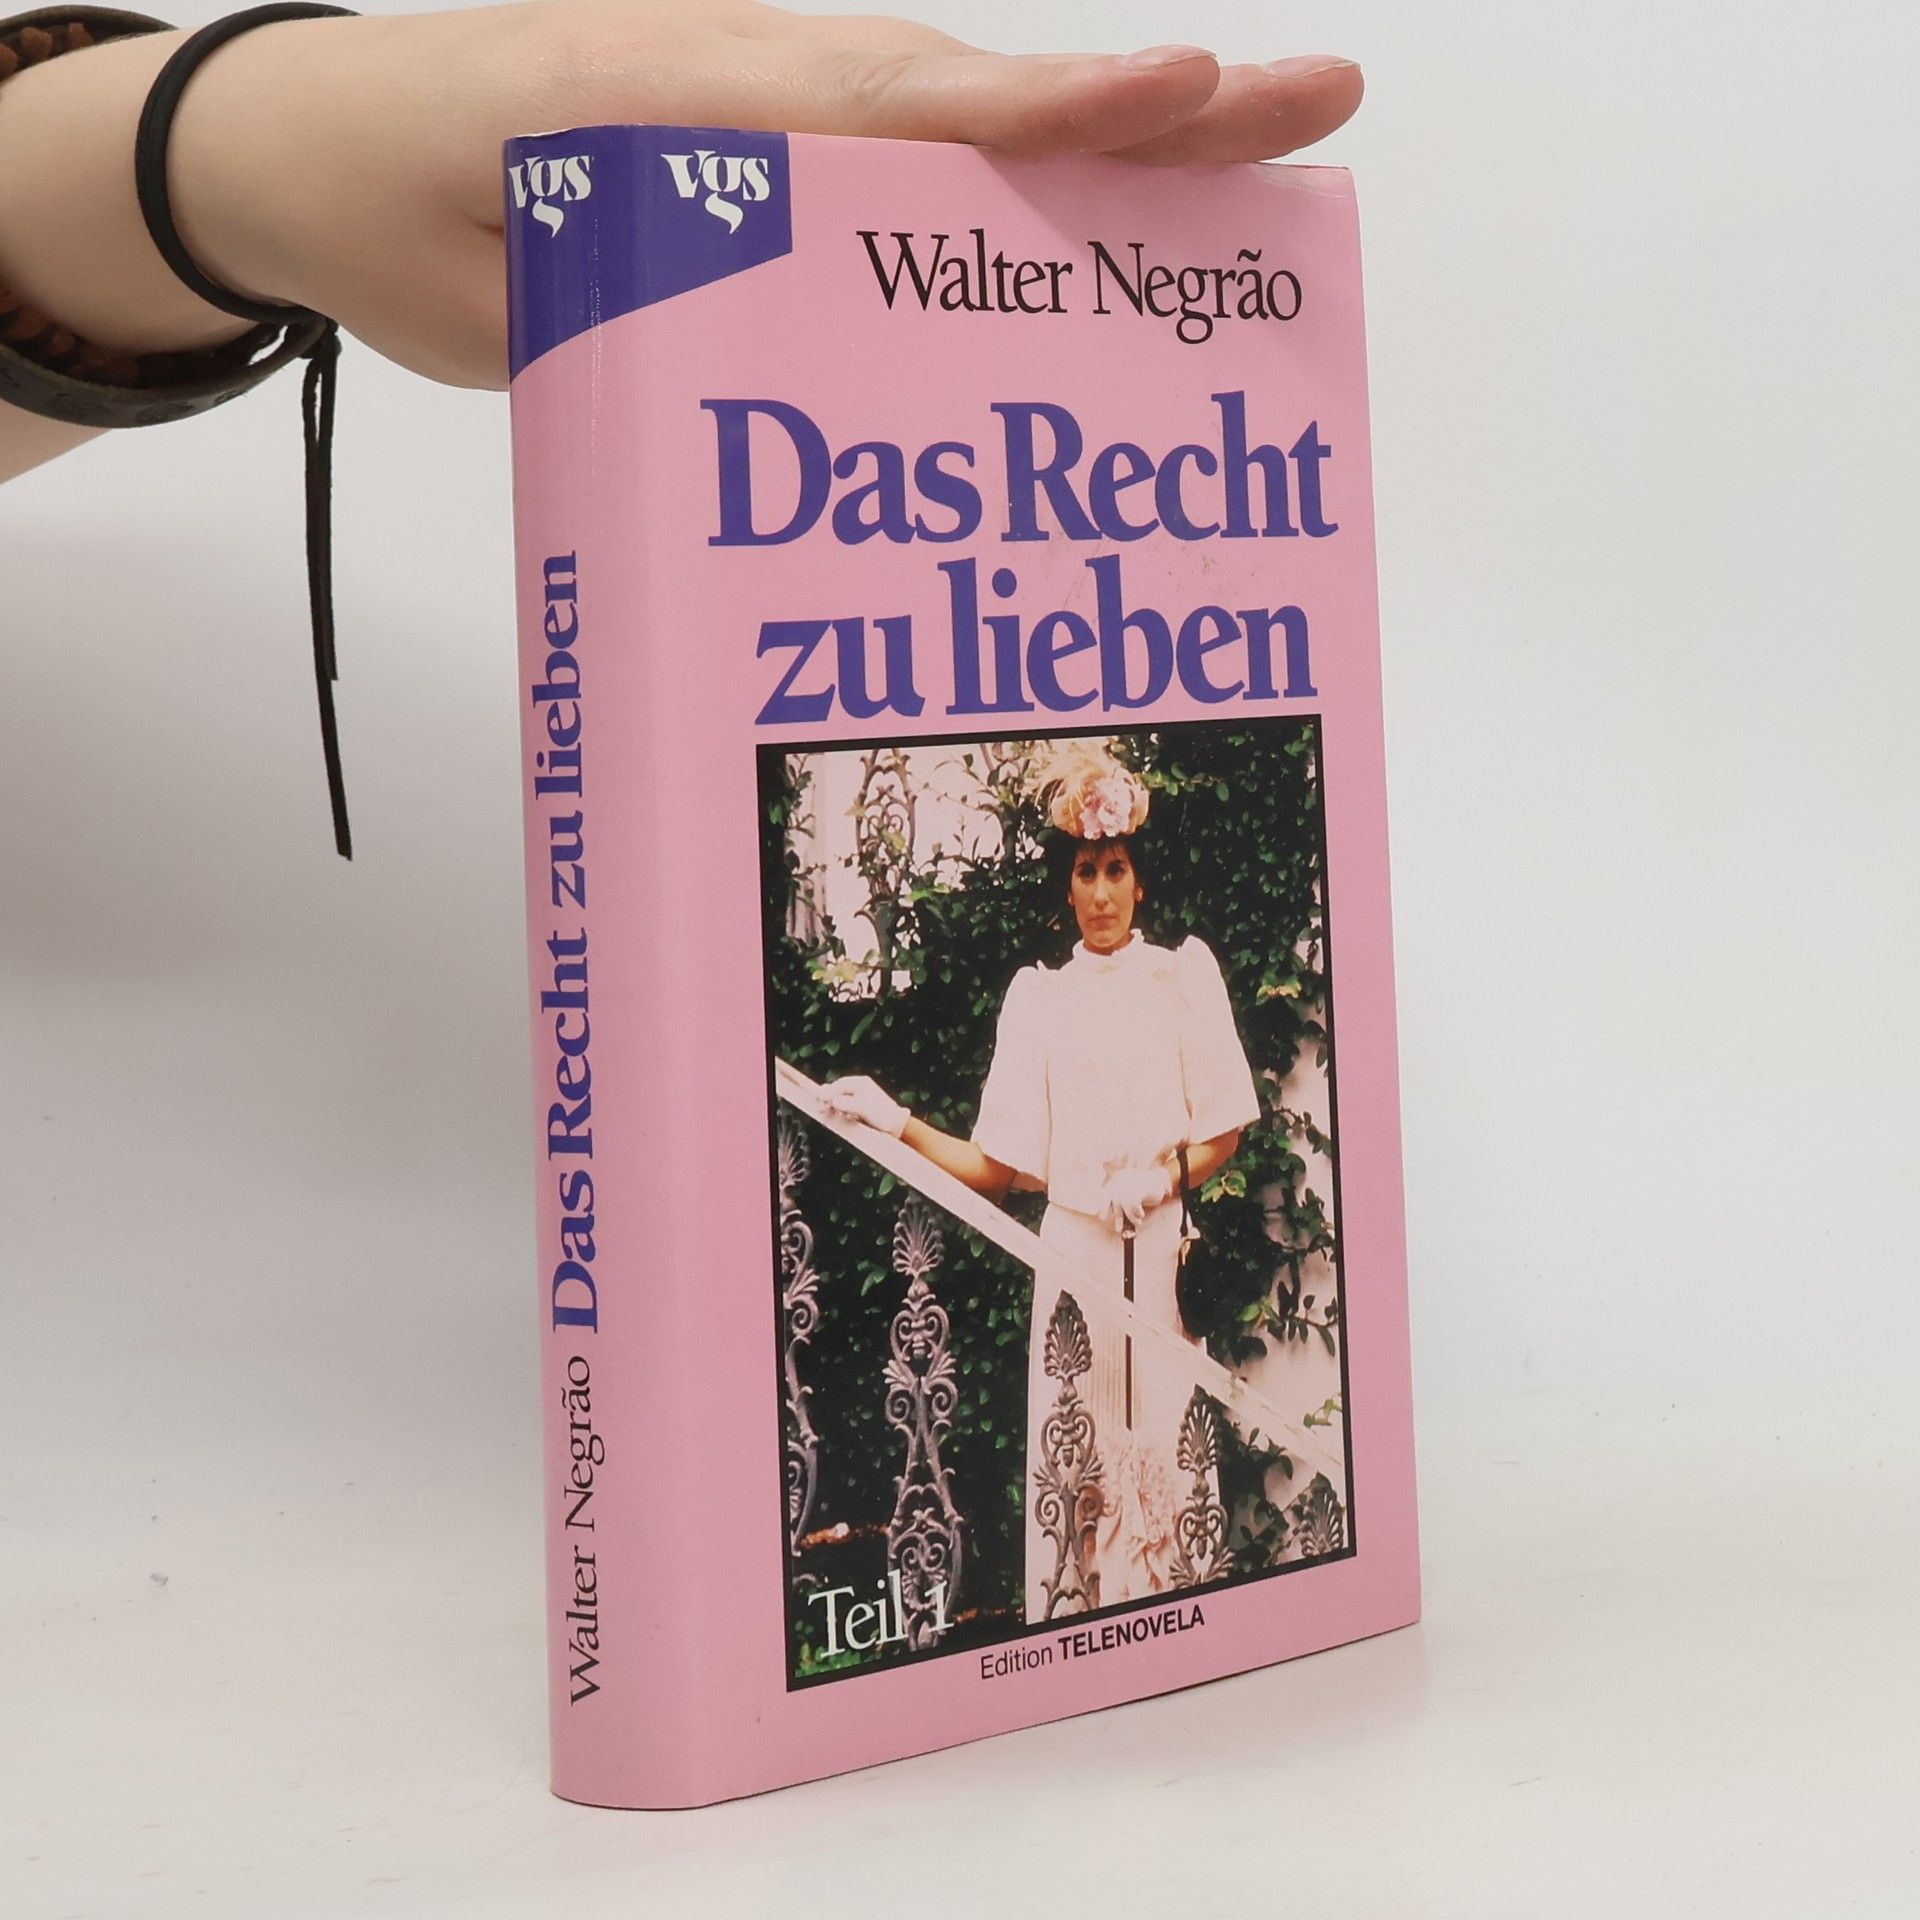 vgs
Walter Negrão Das Recht zu lieben
vgs
Walter Negrão
Das Recht
zu lieben
Teil 1
Edition TELENOVELA